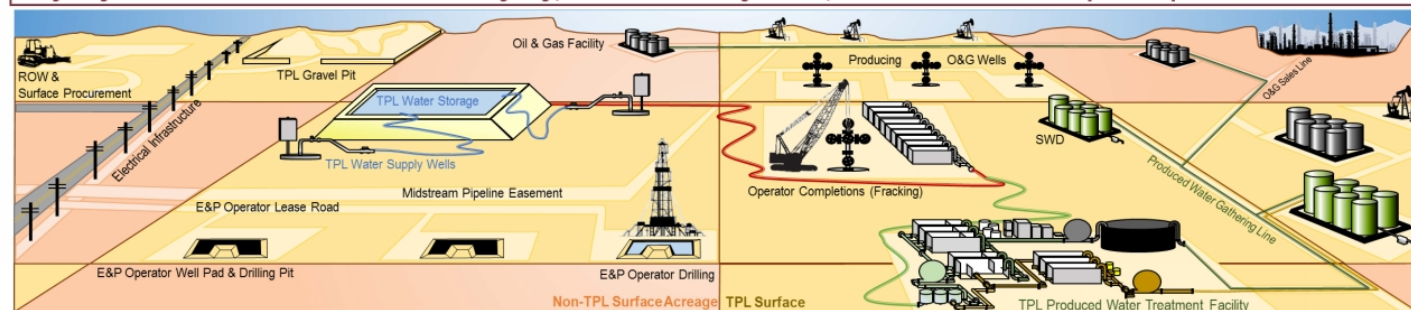 Oil & Gas Facility
Producing
O&G Wells
ROW &
Surface Procurement
TPL Gravel Pit
O&G Sales Line
TPL Water Storage
Electrical Infrastructure
SWD
TPL Water Supply Wells
Midstream Pipeline Easement
Operator Completions (Fracking)
Produced Water Gathering Line
E&P Operator Lease Road
E&P Operator Well Pad & Drilling Pit
E&P Operator Drilling
Non-TPL Surface Acreage
TPL Surface
TPL Produced Water Treatment Facility